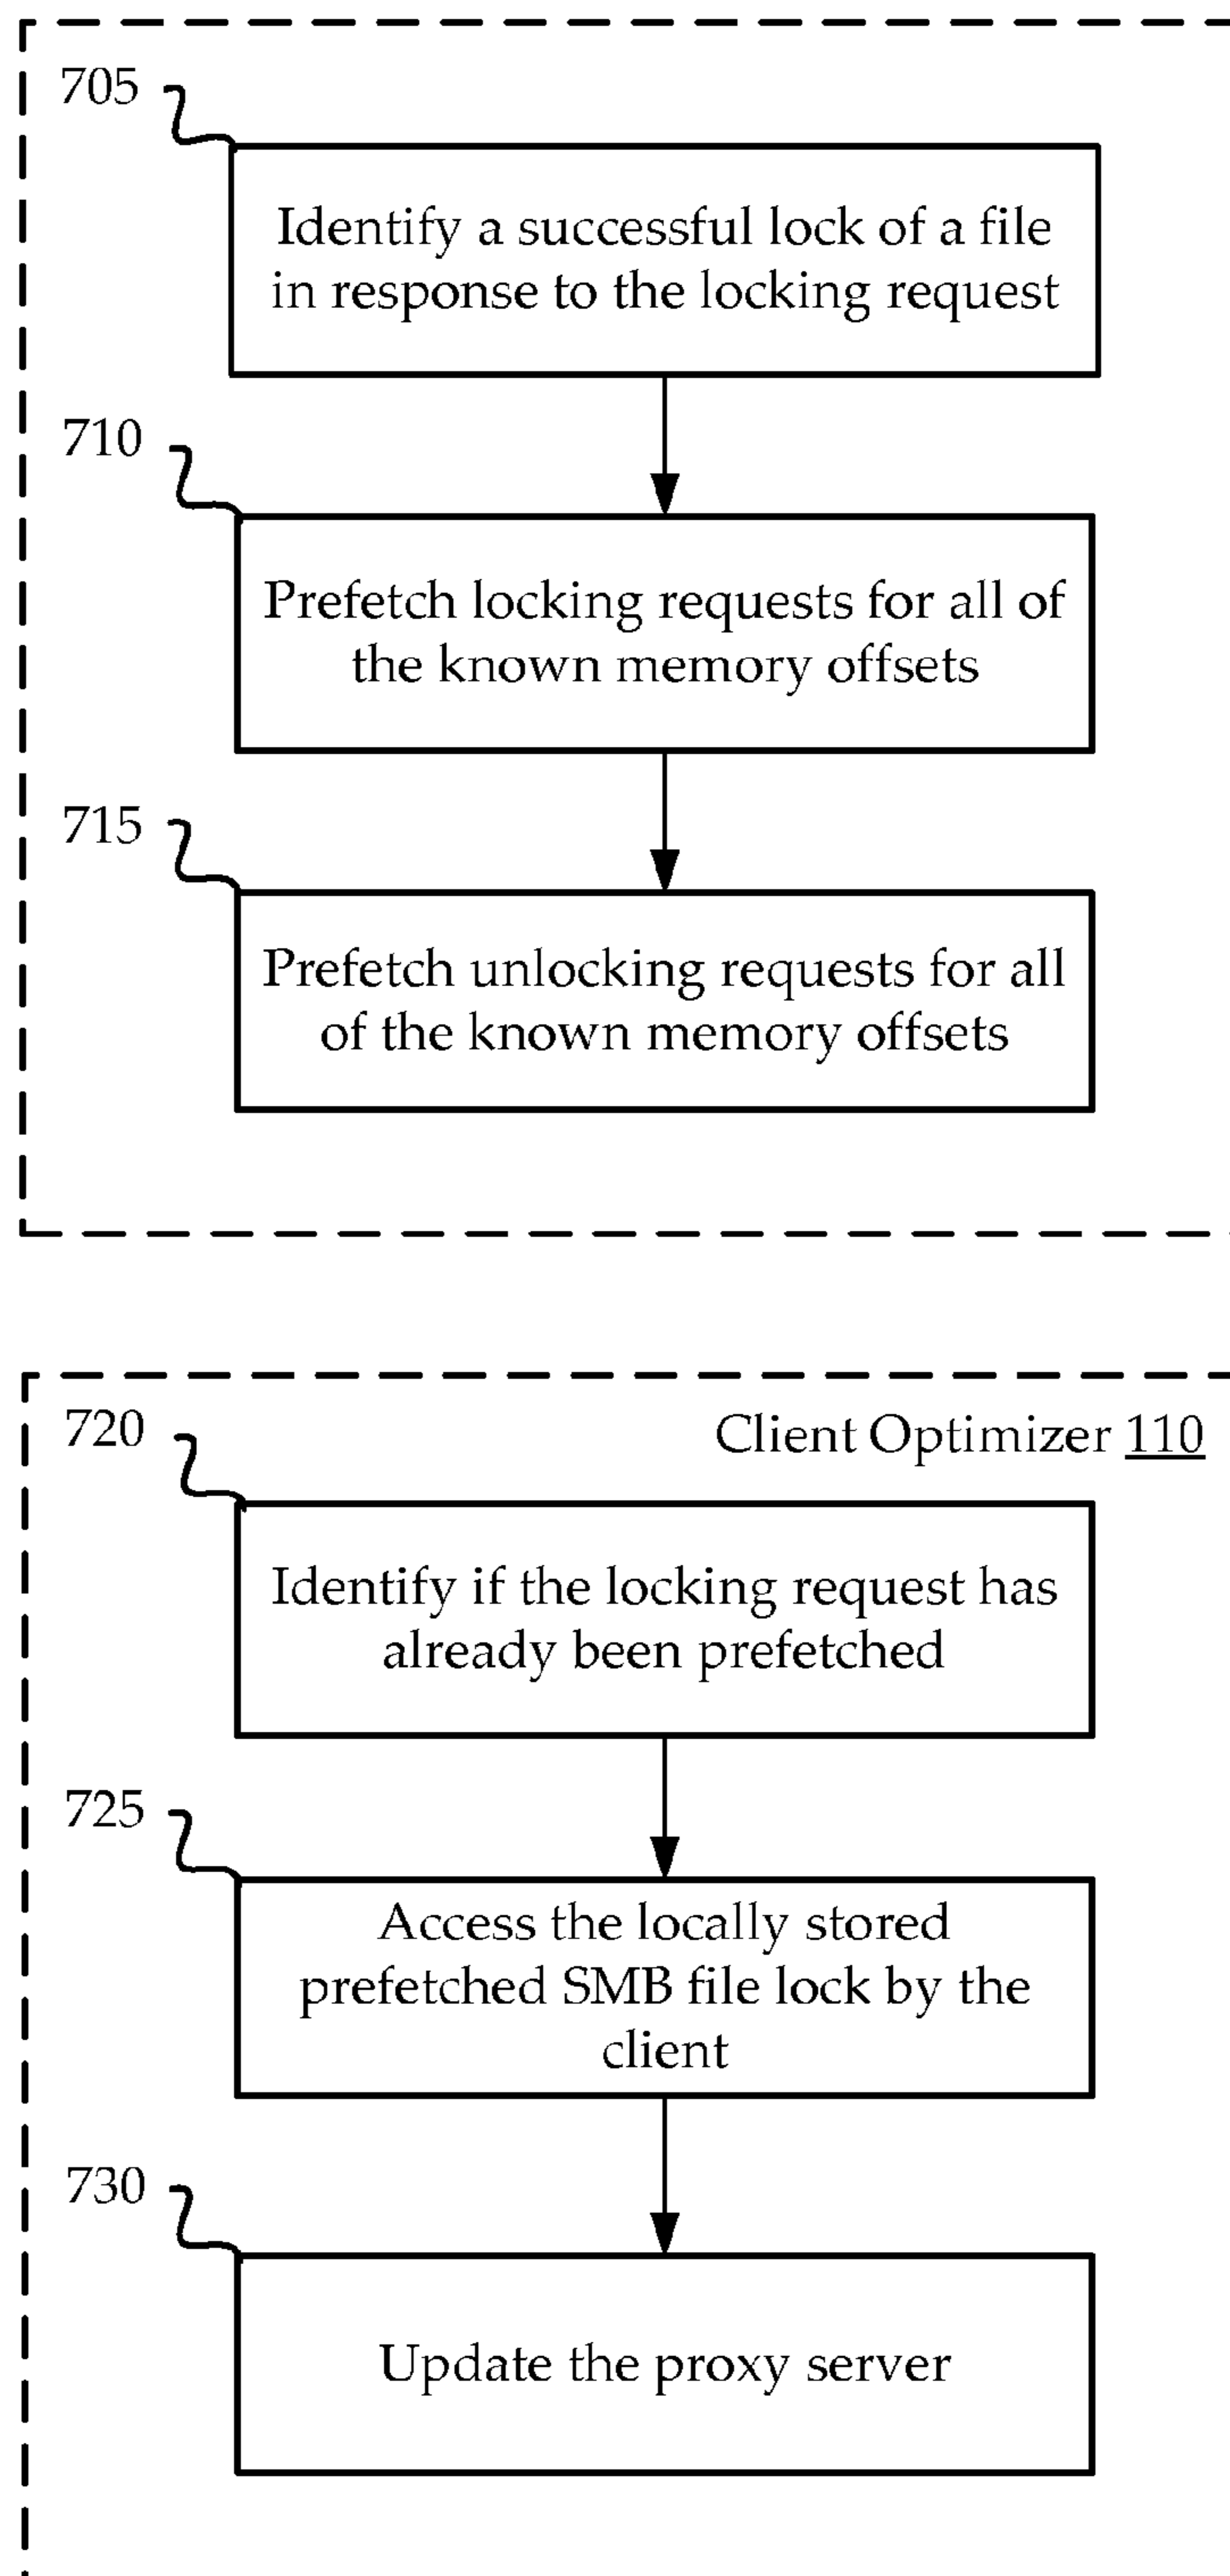 705
Identify a successful lock of a file
in response to the locking request
710
Prefetch locking requests for all of
the known memory offsets
715
Prefetch unlocking requests for all
of the known memory offsets
720
Client Optimizer 110
Identify if the locking request has
already been prefetched
725
Access the locally stored
prefetched SMB file lock by the
client
730
Update the proxy server